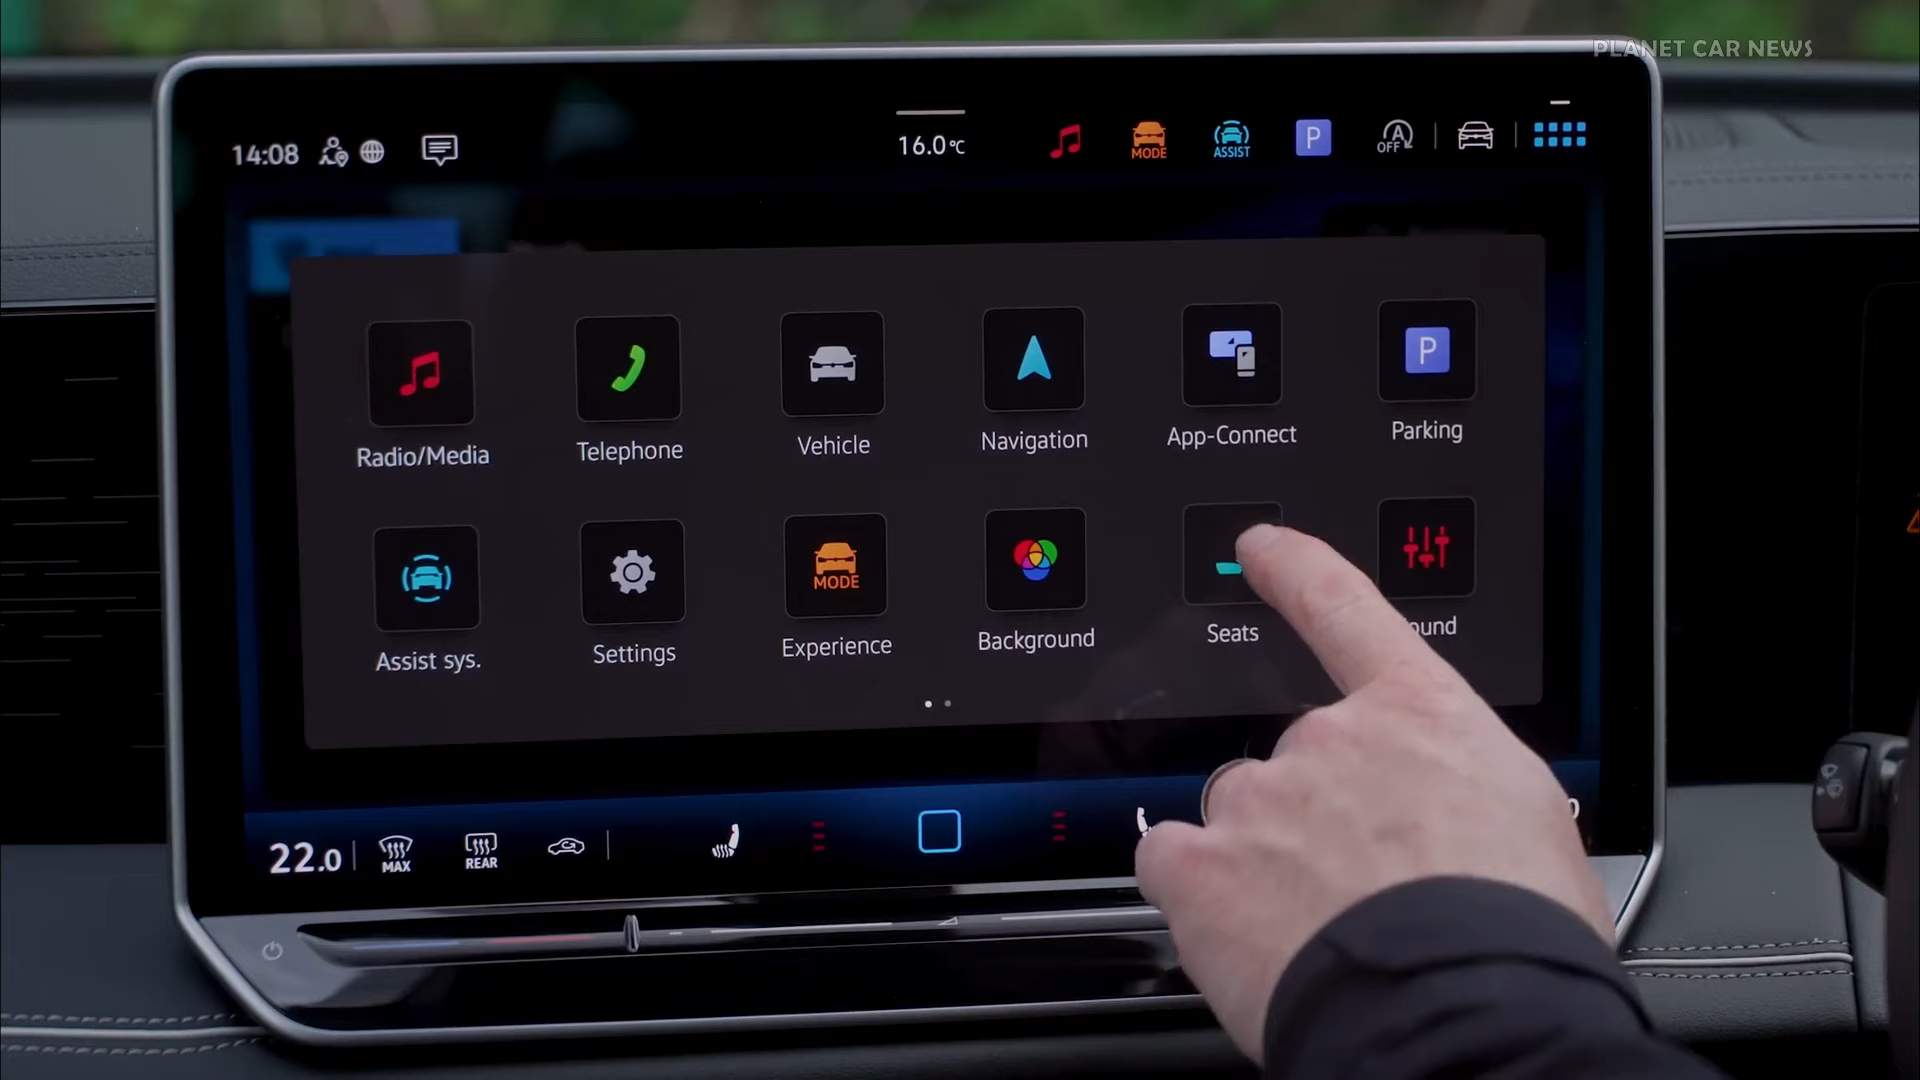 PLANET CAR NEWS
14:08
16.0°C
MODE
ASSIST
P
A
OFF
Radio/Media
Telephone
Vehicle
Navigation
App-Connect
P
Parking
Assist sys.
Settings
MODE
Experience
Background
Seats
ound
22.0
MAX
REAR
0